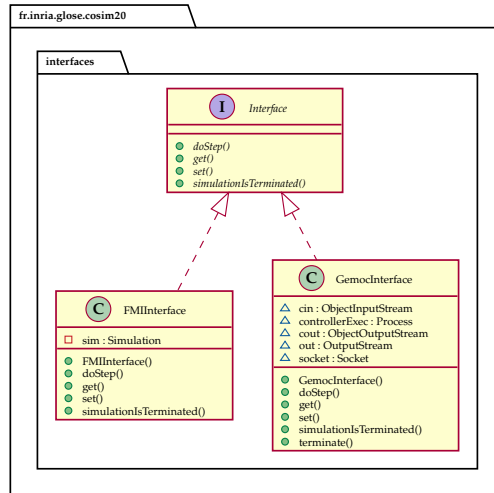 fr.inria.glose.cosim20
interfaces
I Interface
doStep()
get()
set()
simulationIsTerminated()
C FMIInterface
sim : Simulation
FMIInterface()
doStep()
get()
set()
simulationIsTerminated()
C GemocInterface
cin : ObjectInputStream
controllerExec : Process
cout : ObjectOutputStream
out : OutputStream
socket : Socket
GemocInterface()
doStep()
get()
set()
simulationIsTerminated()
terminate()